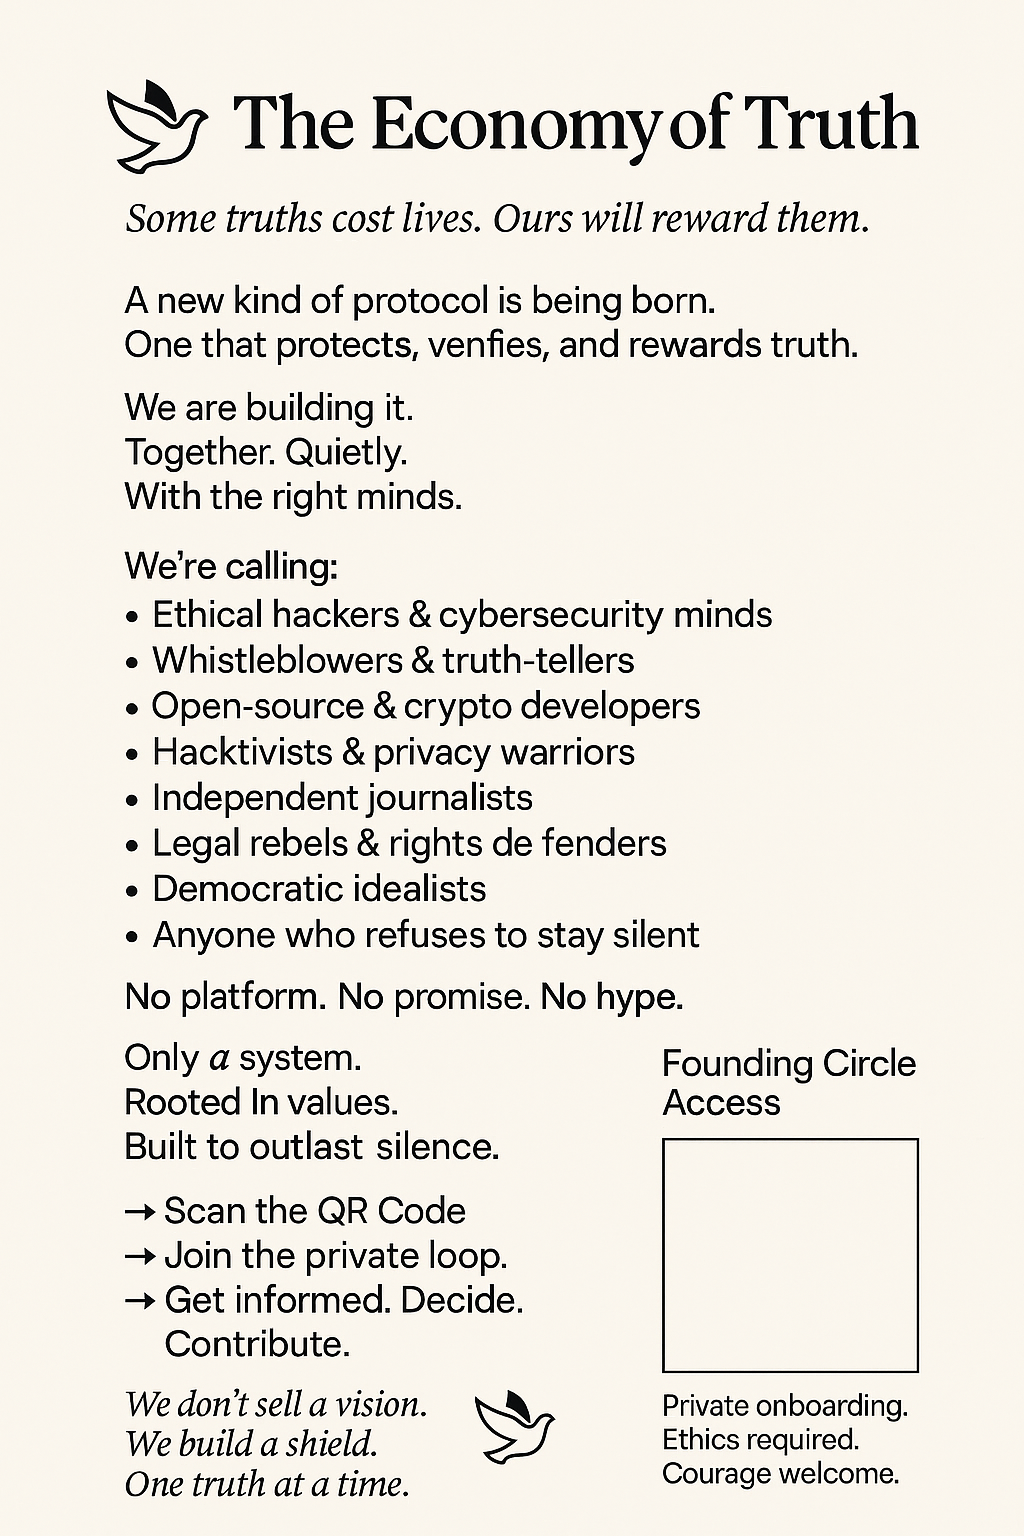 The Economy of Truth
Some truths cost lives. Ours will reward them.
A new kind of protocol is being born.
One that protects, venfies, and rewards truth.
We are building it.
Together. Quietly.
With the right minds.
We're calling:
• Ethical hackers & cybersecurity minds
• Whistleblowers & truth-tellers
• Open-source & crypto developers
• Hacktivists & privacy warriors
• Independent journalists
• Legal rebels & rights de fenders
• Democratic idealists
• Anyone who refuses to stay silent
No platform. No promise. No hype.
Only a system.
Rooted In values.
Built to outlast silence.
→ Scan the QR Code
→ Join the private loop.
→ Get informed. Decide.
Contribute.
We don't sell a vision.
We build a shield.
One truth at a time.
Founding Circle
Access
Private onboarding.
Ethics required.
Courage welcome.